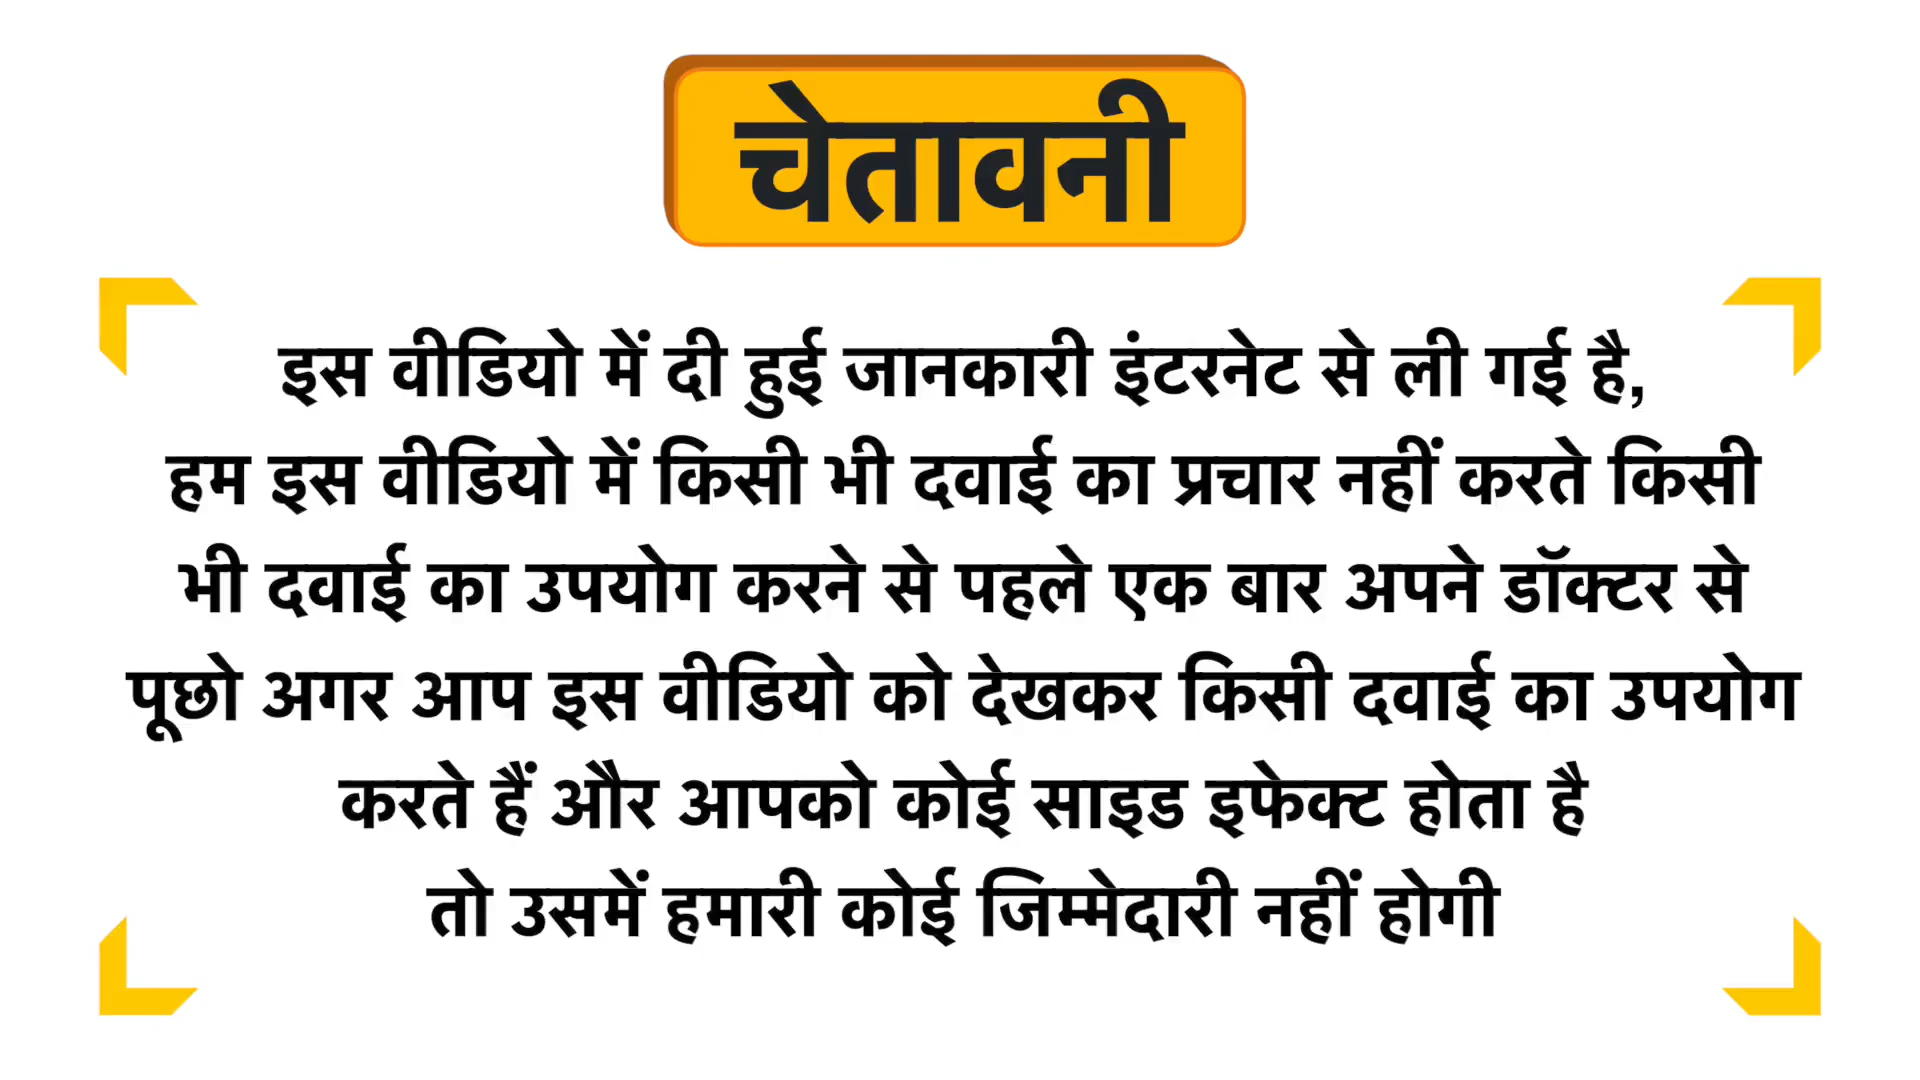 चेतावनी
इस वीडियो में दी हुई जानकारी इंटरनेट से ली गई है,
हम इस वीडियो में किसी भी दवाई का प्रचार नहीं करते किसी
भी दवाई का उपयोग करने से पहले एक बार अपने डॉक्टर से
पूछो अगर आप इस वीडियो को देखकर किसी दवाई का उपयोग
करते हैं और आपको कोई साइड इफेक्ट होता है
तो उसमें हमारी कोई जिम्मेदारी नहीं होगी